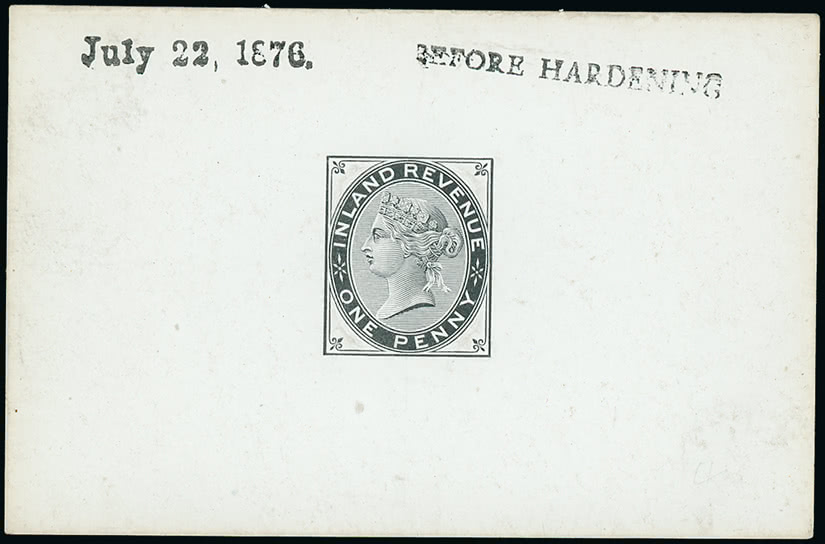 July 22, 1876.
BEFORE HARDENING
INLAND REVENUE
ONE PENNY